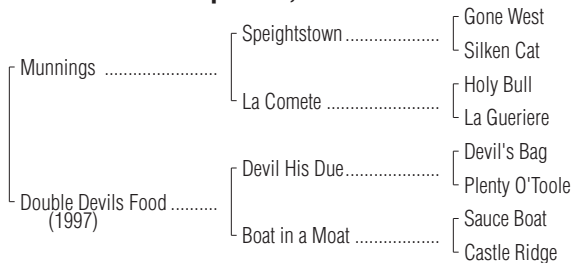 Gone West
Speightstown ....................
Silken Cat
Munnings ........................
Holy Bull
La Comete ........................
La Gueriere
Devil's Bag
Devil His Due....................
Plenty O'Toole
Double Devils Food ..........
(1997)
Sauce Boat
Boat in a Moat ..................
Castle Ridge